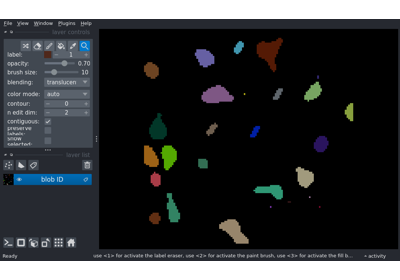 File View Window Plugins Help
layer controls
label: 1
opacity: 0.70
brush size: 10
blending: translucen
color mode: auto
contour: 0
n edit dim: 2
contiguous:
preserve labels:
show selected:
layer list
blob ID
Ready
use <1> for activate the label eraser, use <2> for activate the paint brush, use <3> for activate the fill b...
activity